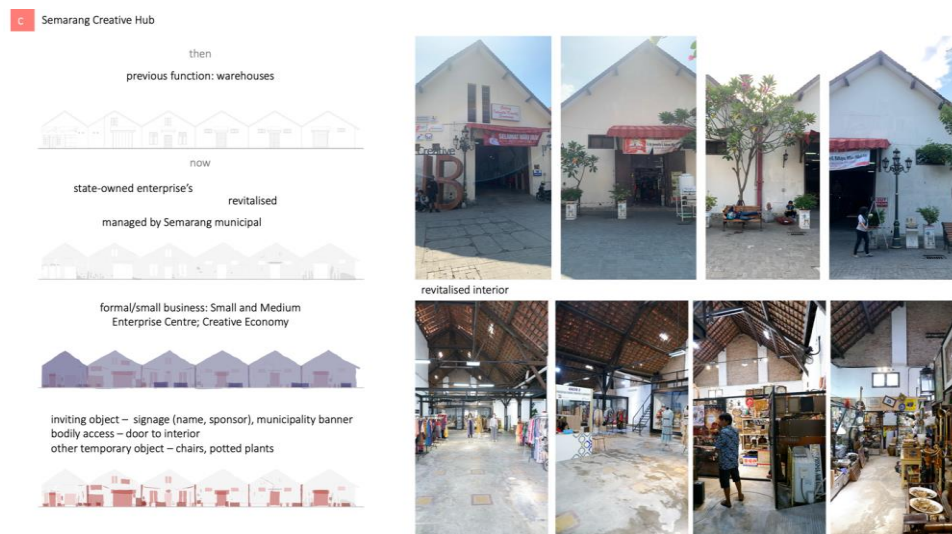 C Semarang Creative Hub
then
previous function: warehouses
now
state-owned enterprise's
revitalised
managed by Semarang municipal
formal/small business: Small and Medium
Enterprise Centre; Creative Economy
inviting object – signage (name, sponsor), municipality banner
bodily access – door to interior
other temporary object – chairs, potted plants
Creative
revitalised interior